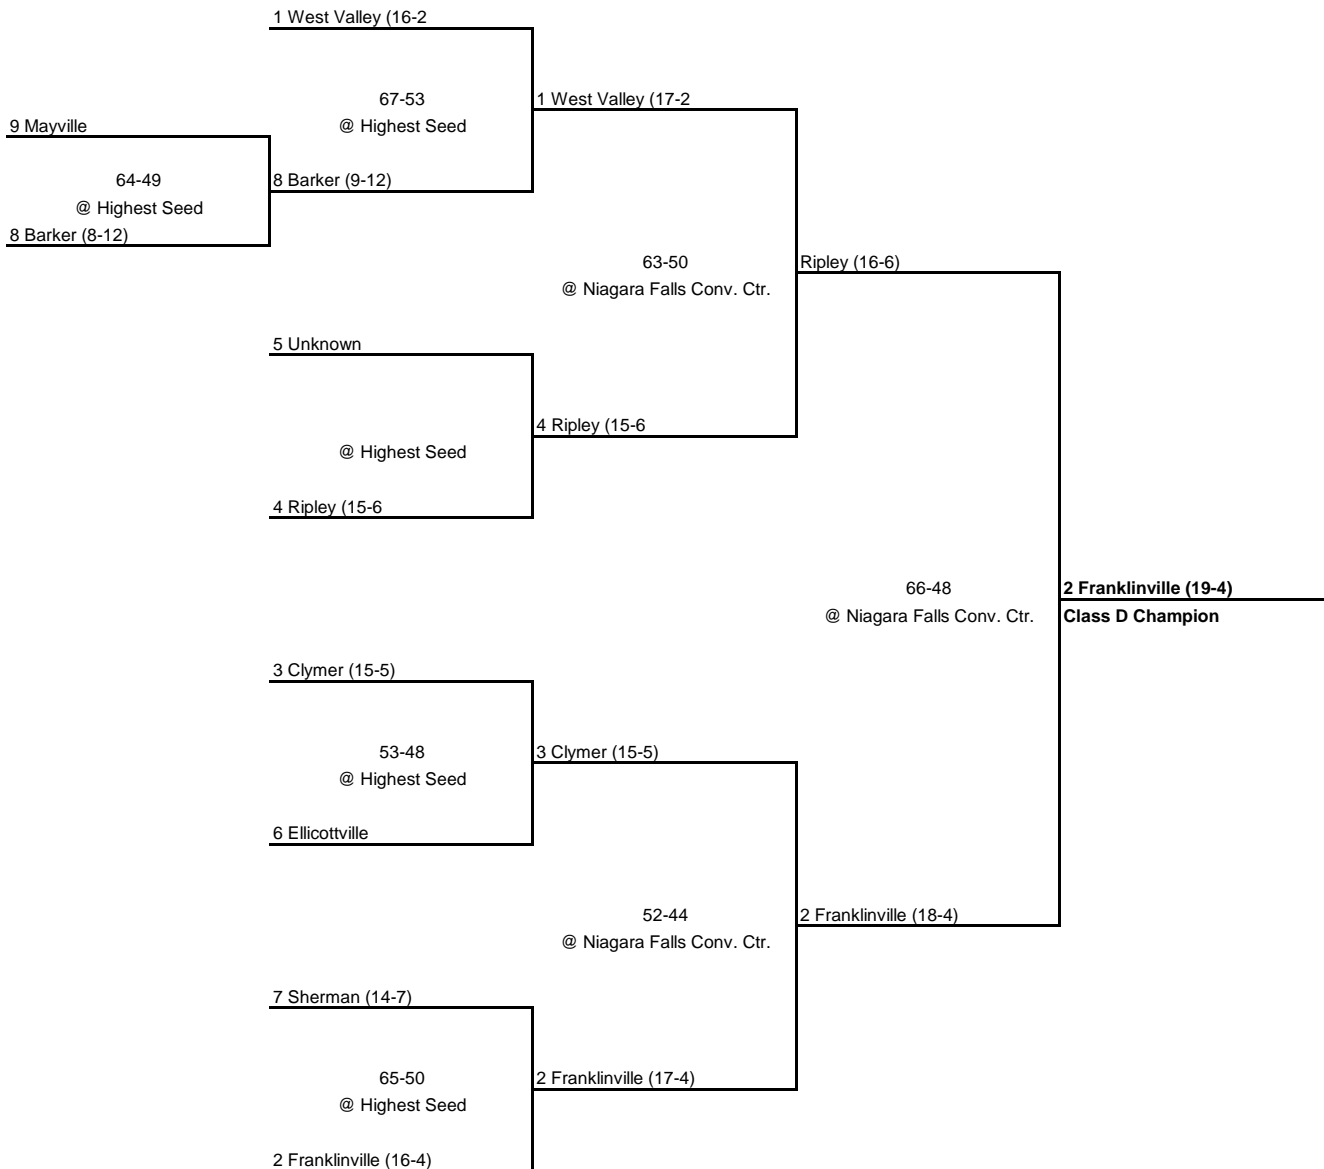 1 West Valley (16-2
67-53
1 West Valley (17-2
9 Mayville
@ Highest Seed
64-49
8 Barker (9-12)
@ Highest Seed
8 Barker (8-12)
63-50
Ripley (16-6)
@ Niagara Falls Conv. Ctr.
5 Unknown
4 Ripley (15-6
@ Highest Seed
4 Ripley (15-6
66-48
2 Franklinville (19-4)
@ Niagara Falls Conv. Ctr.
Class D Champion
3 Clymer (15-5)
53-48
3 Clymer (15-5)
@ Highest Seed
6 Ellicottville
52-44
2 Franklinville (18-4)
@ Niagara Falls Conv. Ctr.
7 Sherman (14-7)
65-50
2 Franklinville (17-4)
@ Highest Seed
2 Franklinville (16-4)